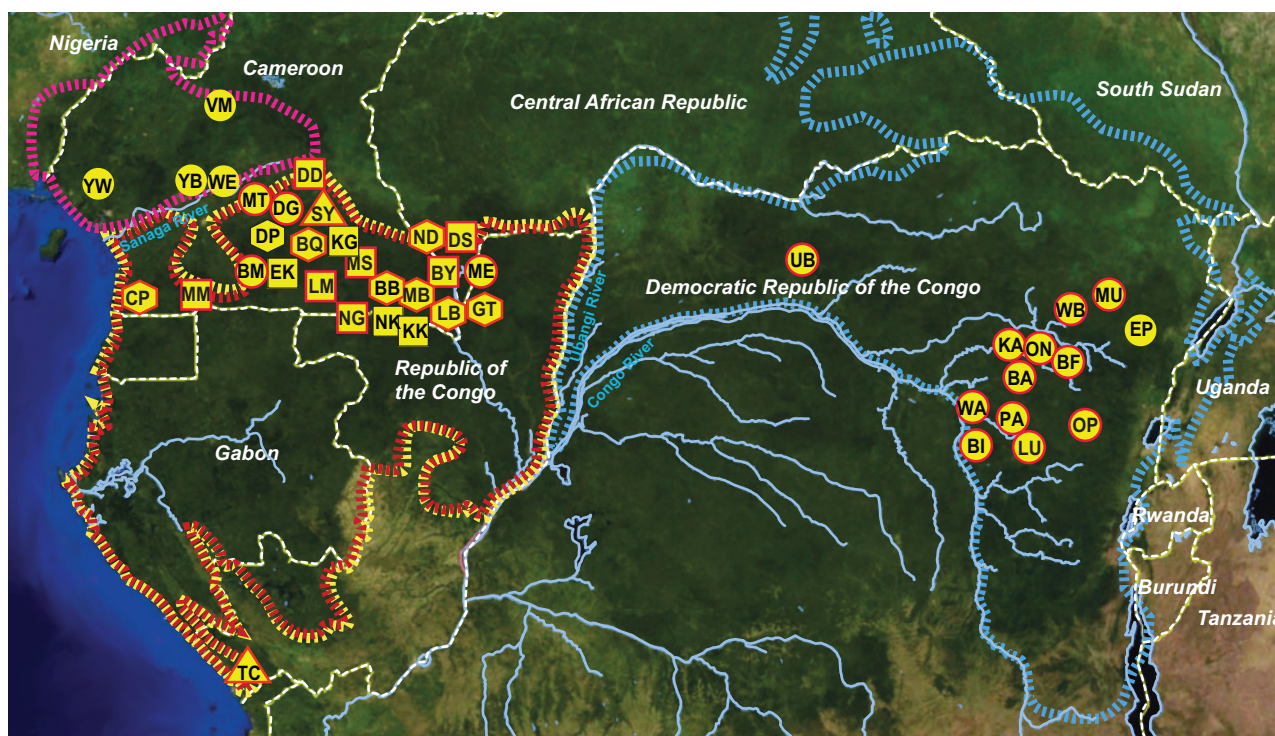 Nigeria
Cameroon
Central African Republic
South Sudan
VM
YW
YB
WE
DD
MT
DG
SY
Sanaga River
DP
BQ
KG
ND
DS
BM
EK
MS
BY
ME
CP
MM
LM
BB
MB
LB
GT
NG
NK
KK
UB
Democratic Republic of the Congo
Ubangi River
Congo River
MU
WB
EP
KA
ON
BF
BA
Republic of
the Congo
Uganda
WA
PA
OP
BI
LU
Gabon
Rwanda
Burundi
Tanzania
TC